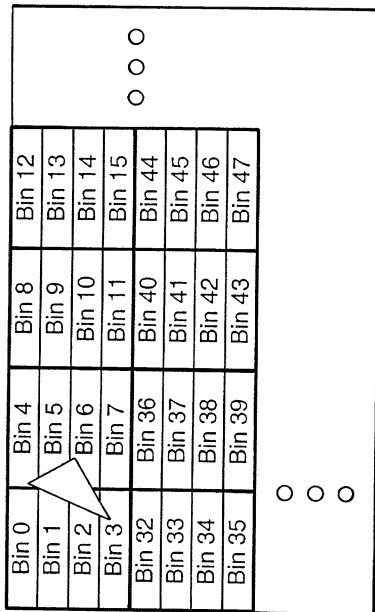 Bin 0 Bin 4 Bin 8 Bin 12
Bin 1 Bin 5 Bin 9 Bin 13
Bin 2 Bin 6 Bin 10 Bin 14
Bin 3 Bin 7 Bin 11 Bin 15
Bin 32 Bin 36 Bin 40 Bin 44
Bin 33 Bin 37 Bin 41 Bin 45
Bin 34 Bin 38 Bin 42 Bin 46
Bin 35 Bin 39 Bin 43 Bin 47